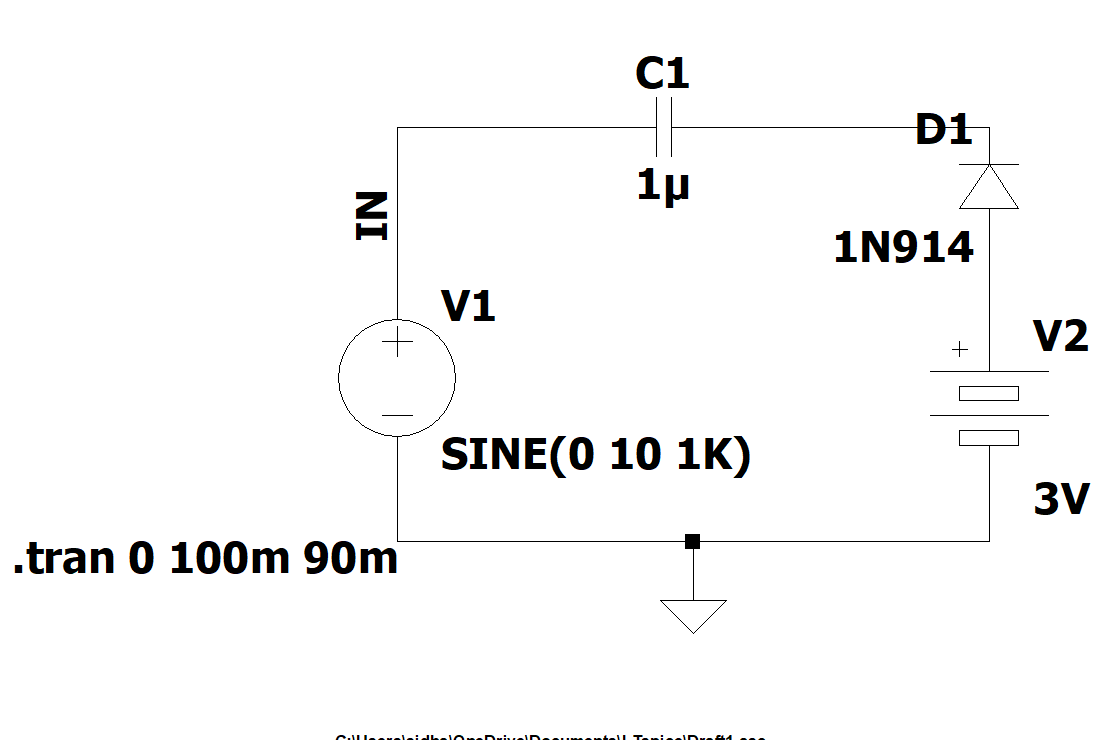 C1
D1
1µ
IN
1N914
V1
V2
+
SINE(0 10 1K)
3V
.tran 0 100m 90m